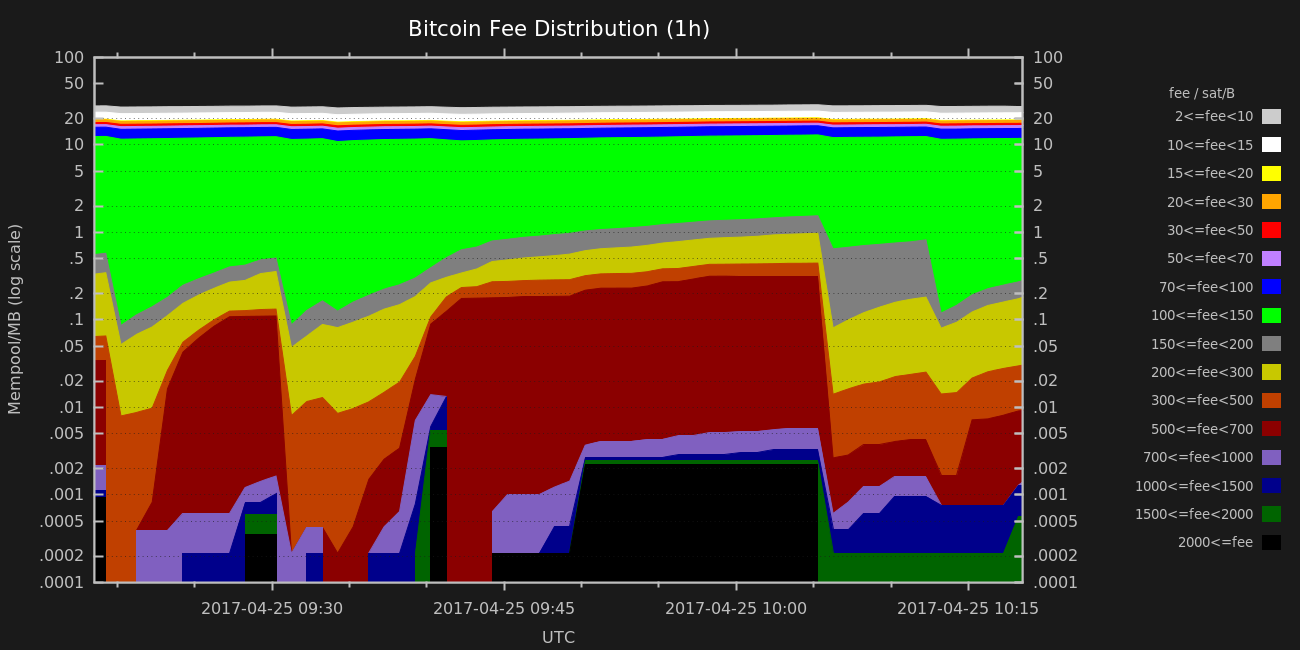 Bitcoin Fee Distribution (1h)
Mempool/MB (log scale)
100
50
20
10
5
2
1
.5
.2
.1
.05
.02
.01
.005
.002
.001
.0005
.0002
.0001
100
50
20
10
5
2
1
.5
.2
.1
.05
.02
.01
.005
.002
.001
.0005
.0002
.0001
2017-04-25 09:30
2017-04-25 09:45
2017-04-25 10:00
2017-04-25 10:15
UTC
fee / sat/B
2<=fee<10
10<=fee<15
15<=fee<20
20<=fee<30
30<=fee<50
50<=fee<70
70<=fee<100
100<=fee<150
150<=fee<200
200<=fee<300
300<=fee<500
500<=fee<700
700<=fee<1000
1000<=fee<1500
1500<=fee<2000
2000<=fee